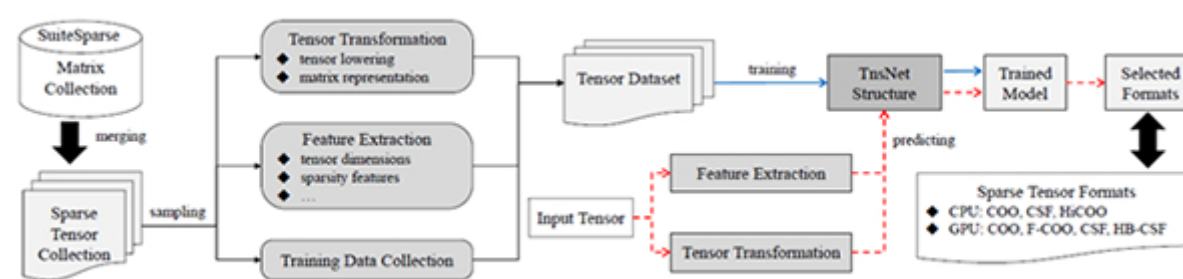 SuiteSparse
Matrix
Collection
merging
Sparse
Tensor
Collection
sampling
Tensor Transformation
◆ tensor lowering
◆ matrix representation
Feature Extraction
◆ tensor dimensions
◆ sparsity features
◆ ...
Training Data Collection
Tensor Dataset
training
TnsNet
Structure
Trained
Model
Selected
Formats
predicting
Input Tensor
Feature Extraction
Tensor Transformation
Sparse Tensor Formats
◆ CPU: COO, CSF, HiCOO
◆ GPU: COO, F-COO, CSF, HB-CSF